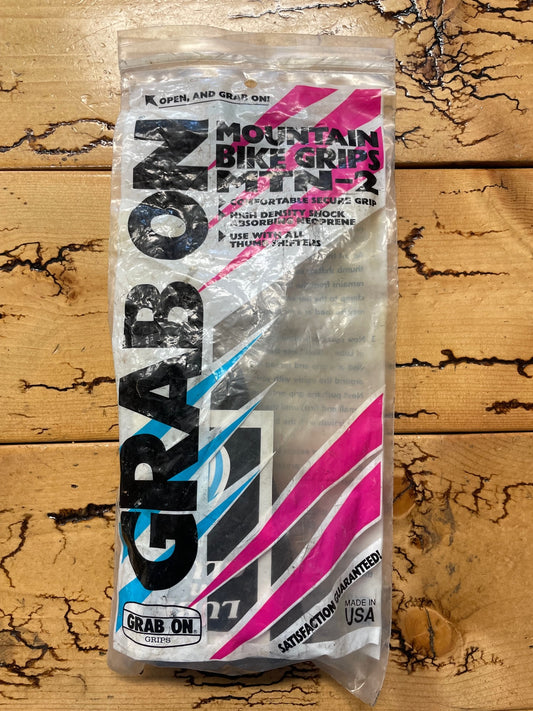 OPEN, AND GRAB ON!
GRAB ON
MOUNTAIN
BIKE GRIPS
MTN-2
COMFORTABLE SECURE GRIP
HIGH DENSITY SHOCK
ABSORBING NEOPRENE
USE WITH ALL
THUMB SHIFTERS
SATISFACTION GUARANTEED!
MADE IN
USA
GRAB ON®
GRIPS